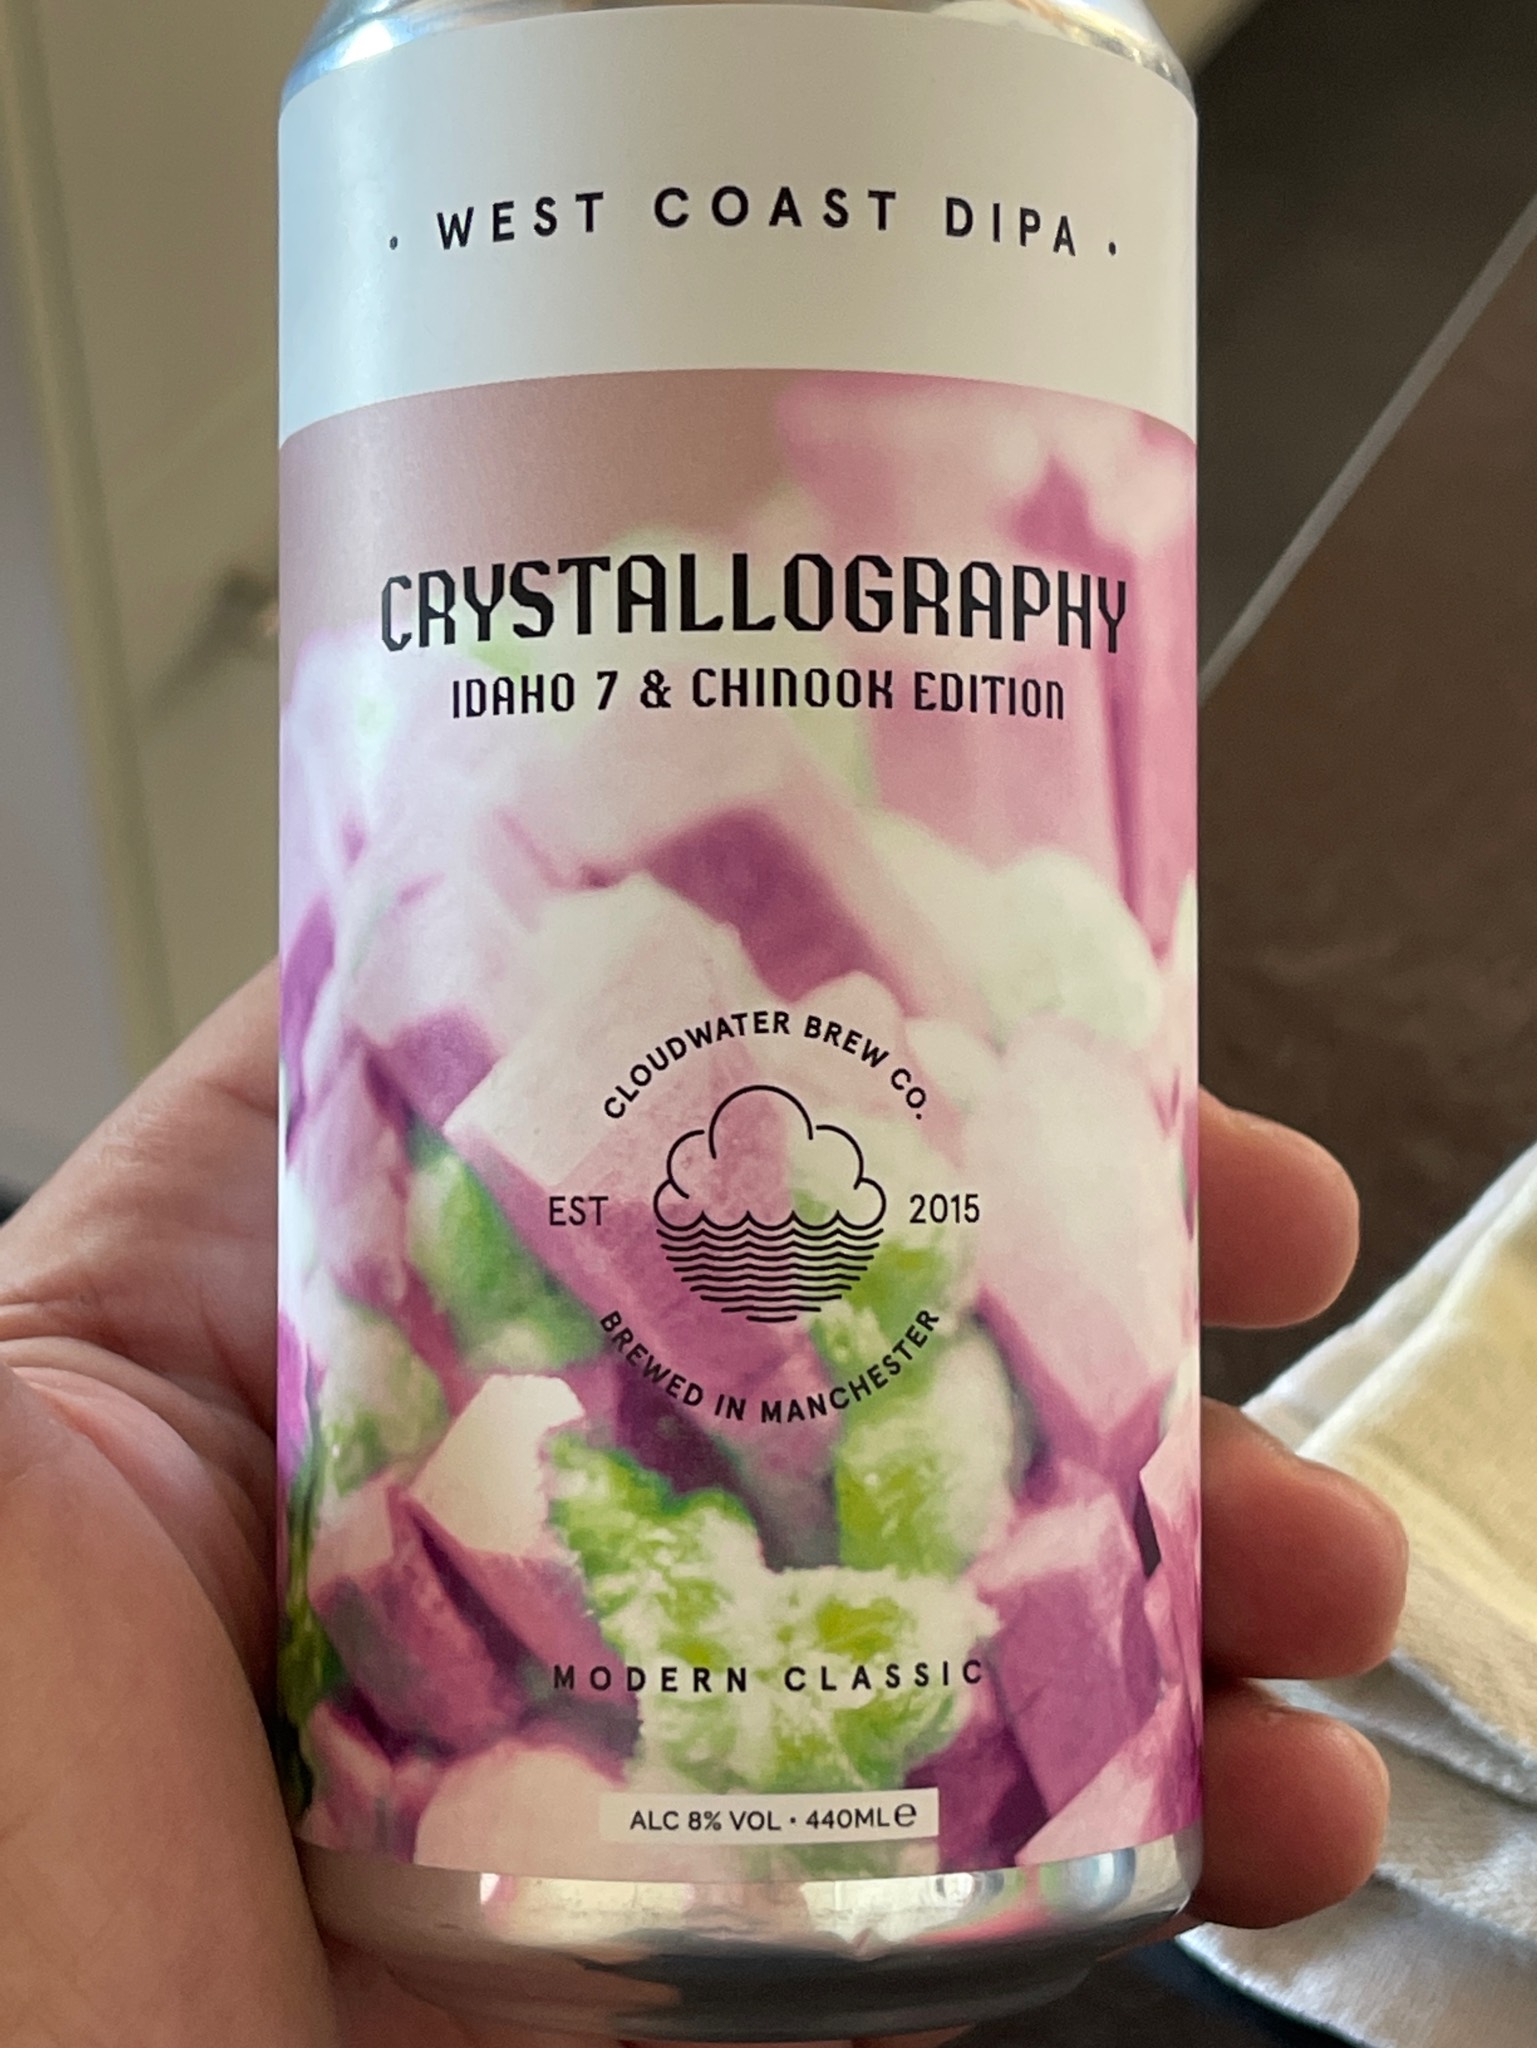 · WEST COAST DIPA ·
CRYSTALLOGRAPHY
IDAHO 7 & CHINOOK EDITION
CLOUDWATER BREW CO.
EST 2015
BREWED IN MANCHESTER
MODERN CLASSIC
ALC 8% VOL · 440ML℮